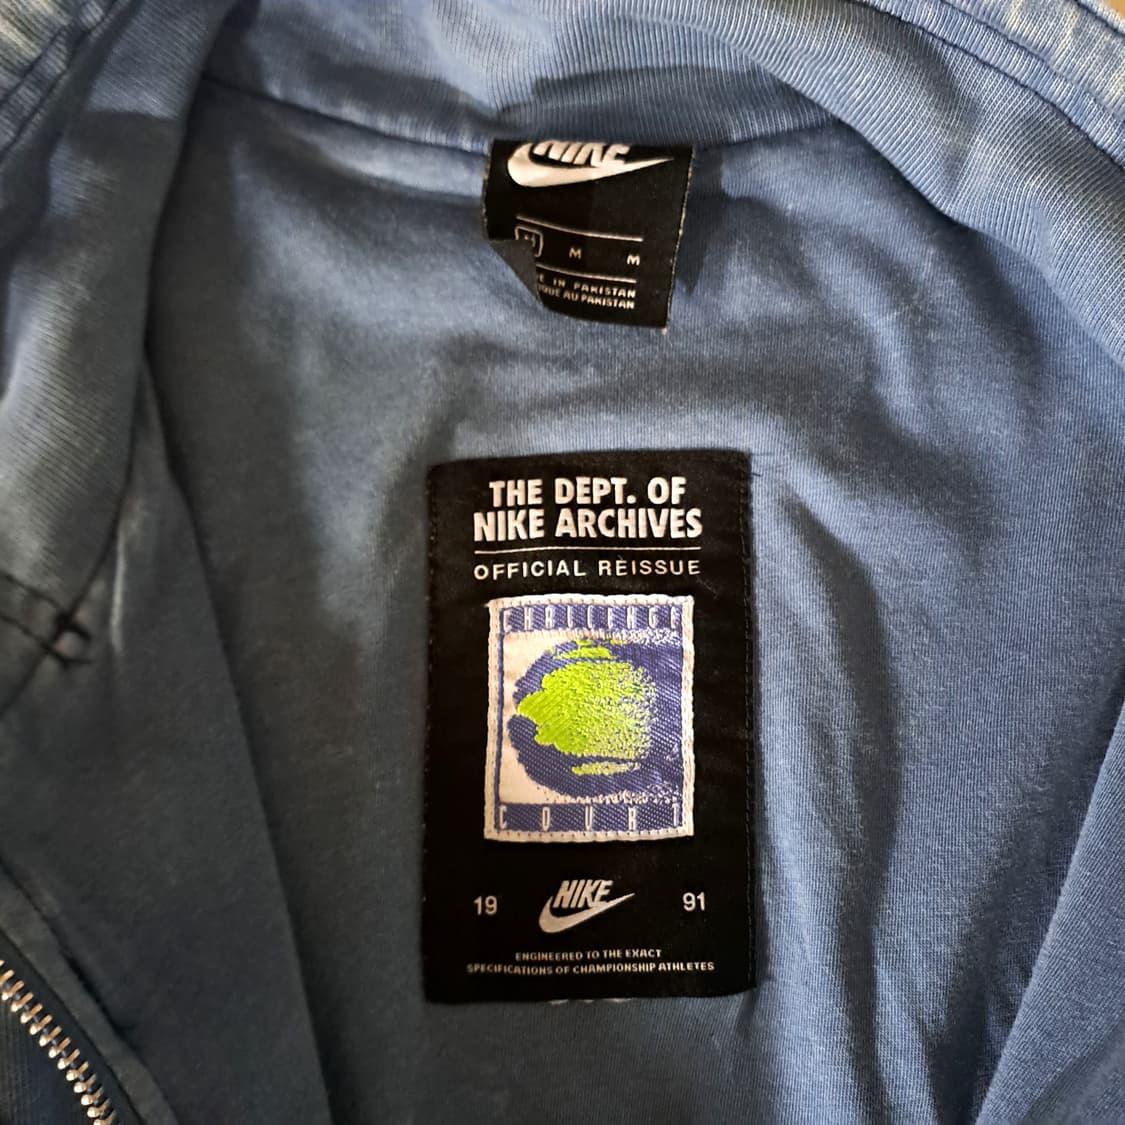 NIKE
M M M
E IN PAKISTAN
QUÉ AU PAKISTAN
THE DEPT. OF
NIKE ARCHIVES
OFFICIAL REISSUE
CHALLENGE
COURT
19 NIKE 91
ENGINEERED TO THE EXACT
SPECIFICATIONS OF CHAMPIONSHIP ATHLETES